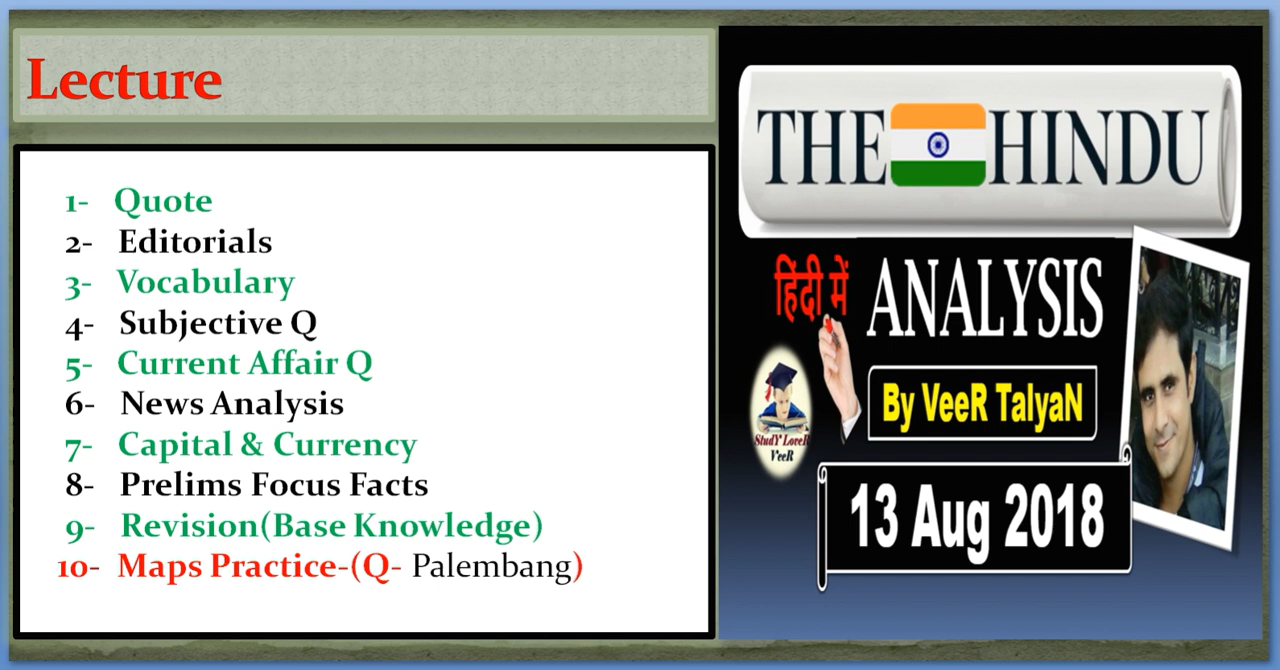 Lecture
1- Quote
2- Editorials
3- Vocabulary
4- Subjective Q
5- Current Affair Q
6- News Analysis
7- Capital & Currency
8- Prelims Focus Facts
9- Revision(Base Knowledge)
10- Maps Practice-(Q- Palembang)
THE HINDU
हिंदी में ANALYSIS
By VeeR TalyaN
StudY LoveR
VeeR
13 Aug 2018